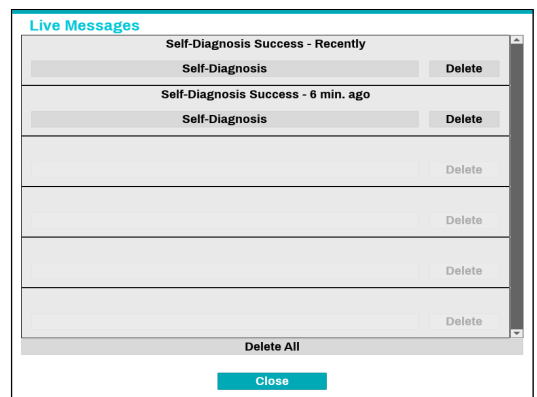 Live Messages
Self-Diagnosis Success - Recently
Self-Diagnosis Delete
Self-Diagnosis Success - 6 min. ago
Self-Diagnosis Delete
Delete
Delete
Delete
Delete
Delete All
Close